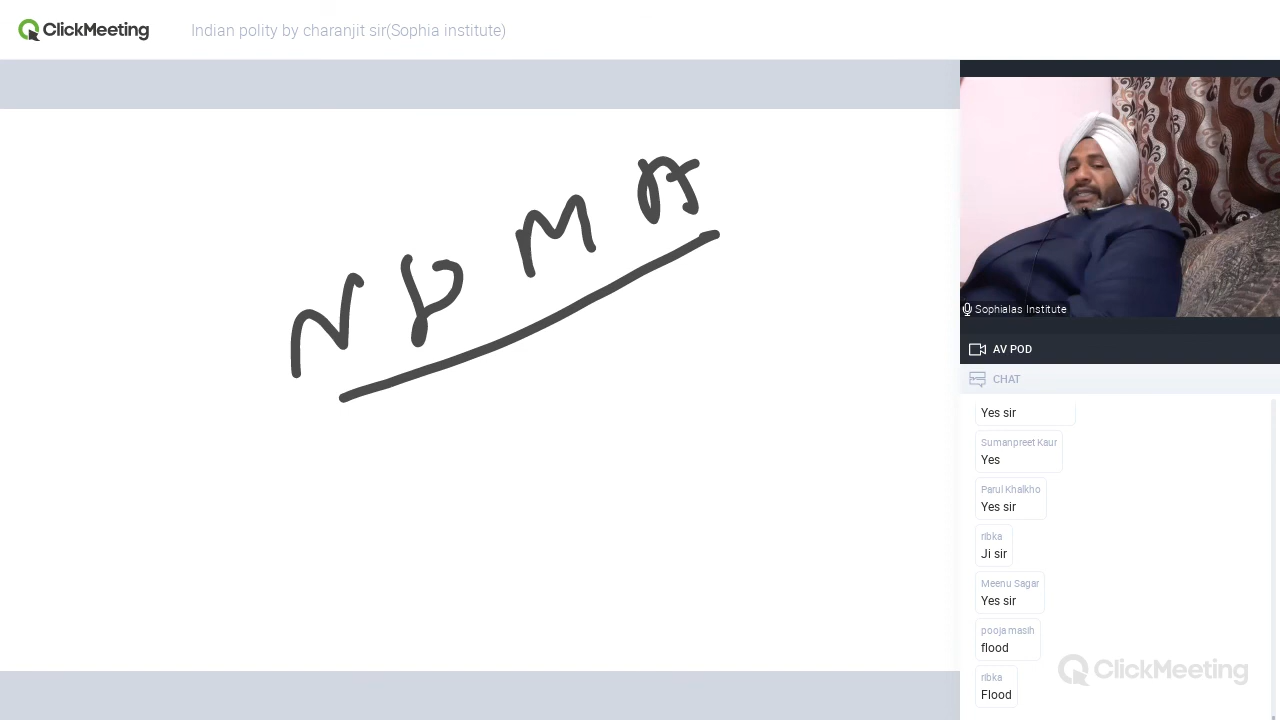 ClickMeeting
Indian polity by charanjit sir(Sophia institute)
N D M A
Sophialas Institute
AV POD
CHAT
Yes sir
Sumanpreet Kaur
Yes
Parul Khalkho
Yes sir
ribka
Ji sir
Meenu Sagar
Yes sir
pooja masih
flood
ribka
Flood
ClickMeeting